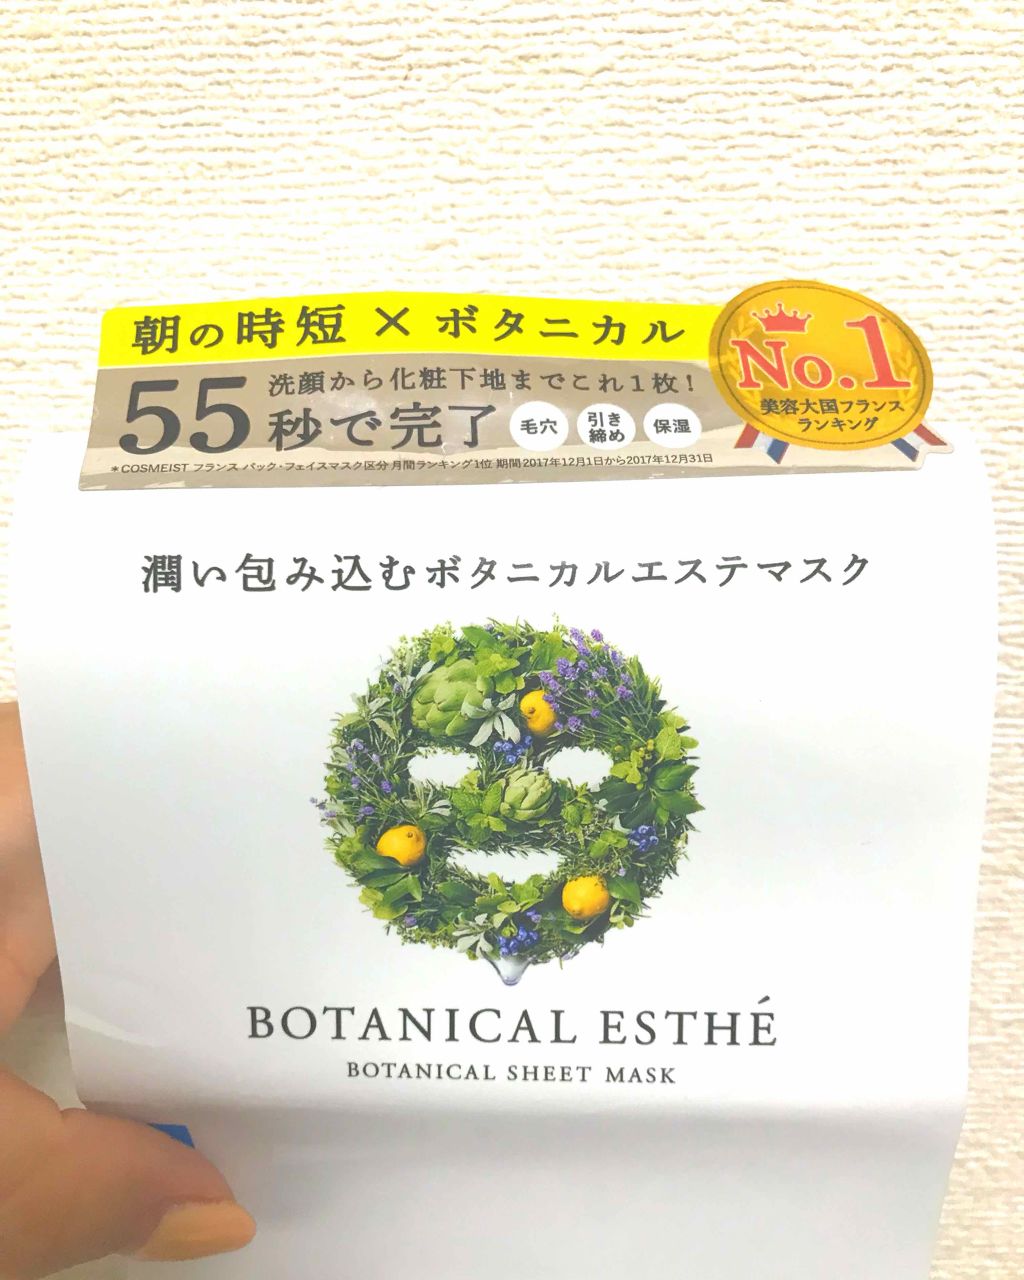 朝の時短×ボタニカル
55秒で完了
洗顔から化粧下地までこれ1枚!
毛穴
引き
締め
保湿
*COSMEIST フランス パック・フェイスマスク区分 月間ランキング1位 期間2017年12月1日から2017年12月31日
No.1*
美容大国フランス
ランキング
潤い包み込むボタニカルエステマスク
BOTANICAL ESTHÉ
BOTANICAL SHEET MASK